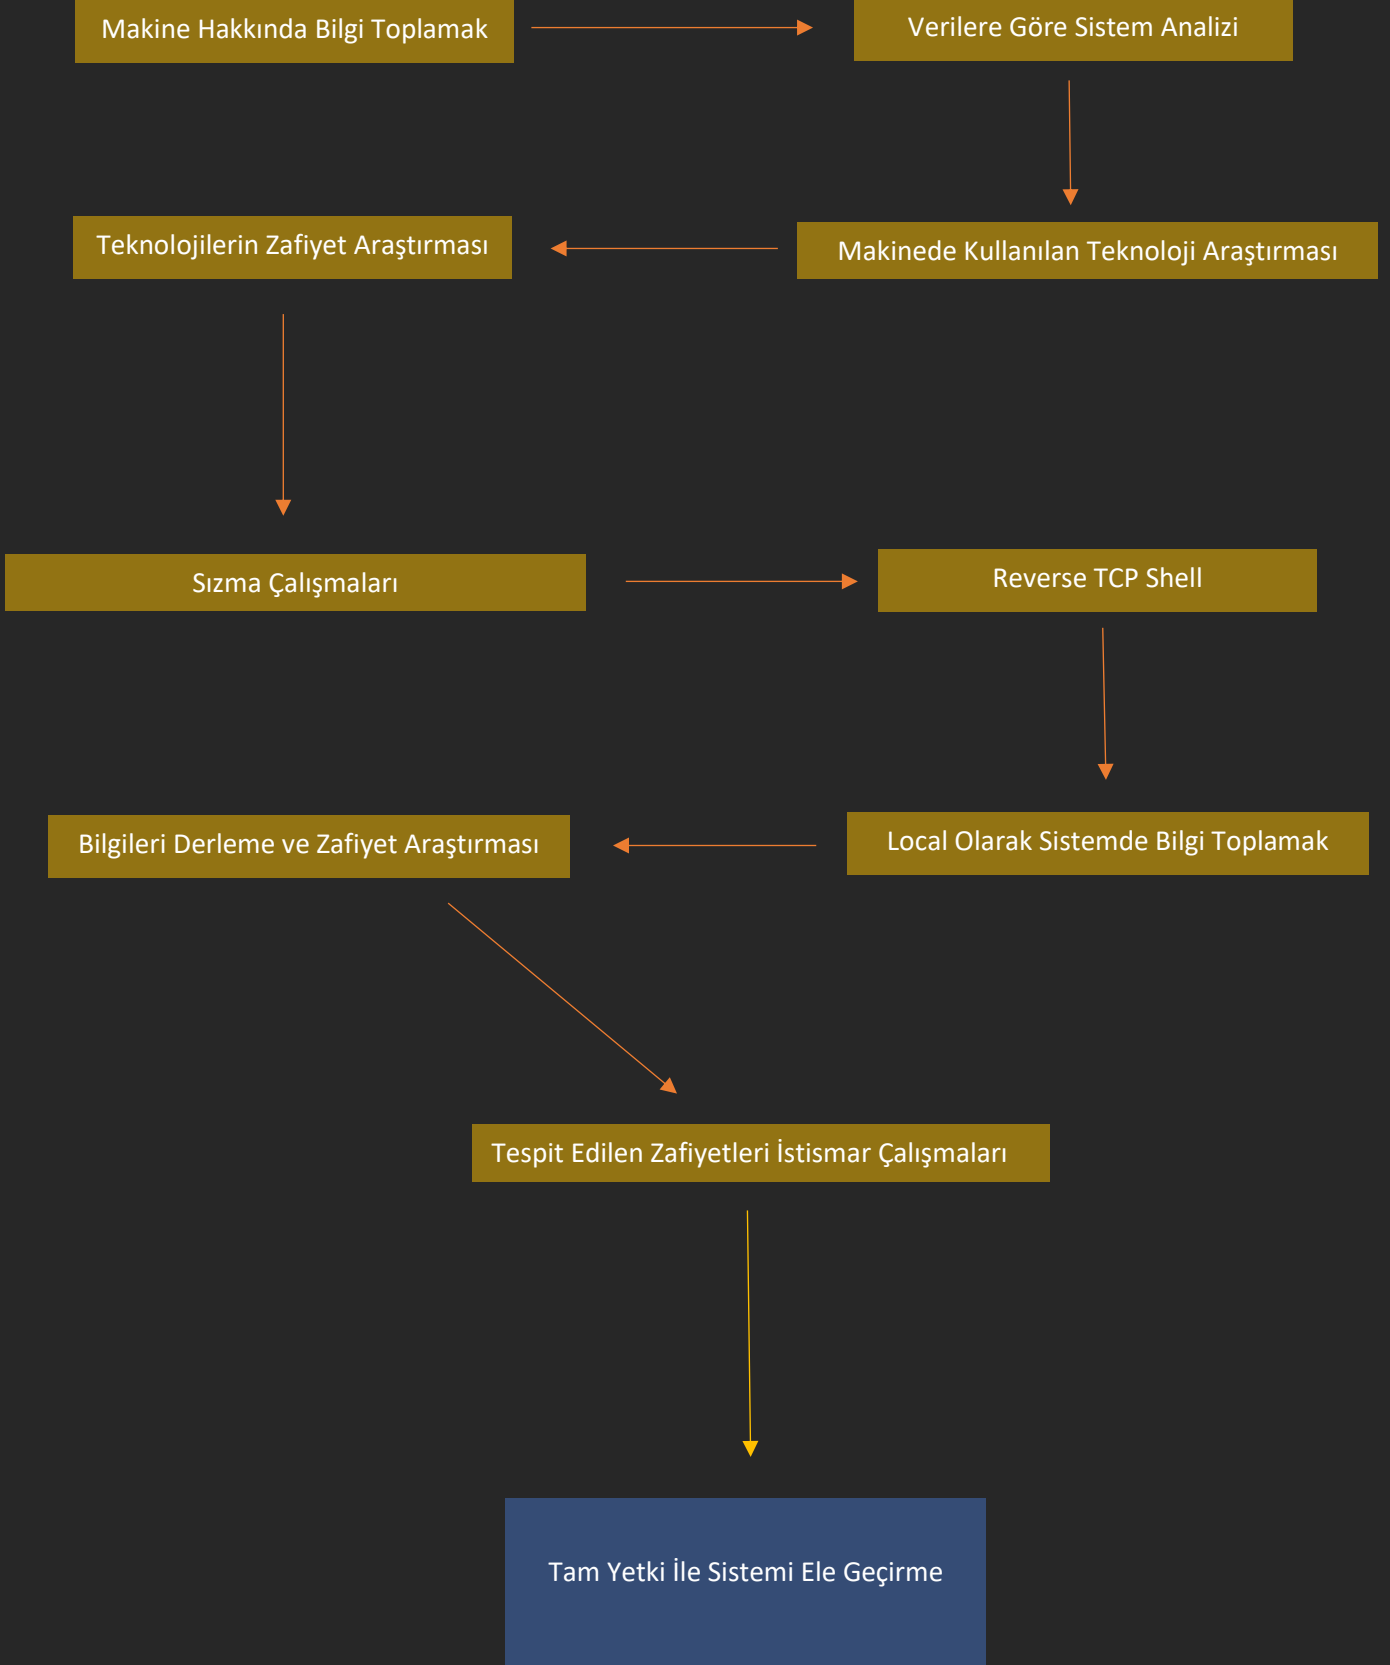 Makine Hakkında Bilgi Toplamak
Verilere Göre Sistem Analizi
Makinede Kullanılan Teknoloji Araştırması
Teknolojilerin Zafiyet Araştırması
Sızma Çalışmaları
Reverse TCP Shell
Local Olarak Sistemde Bilgi Toplamak
Bilgileri Derleme ve Zafiyet Araştırması
Tespit Edilen Zafiyetleri İstismar Çalışmaları
Tam Yetki İle Sistemi Ele Geçirme